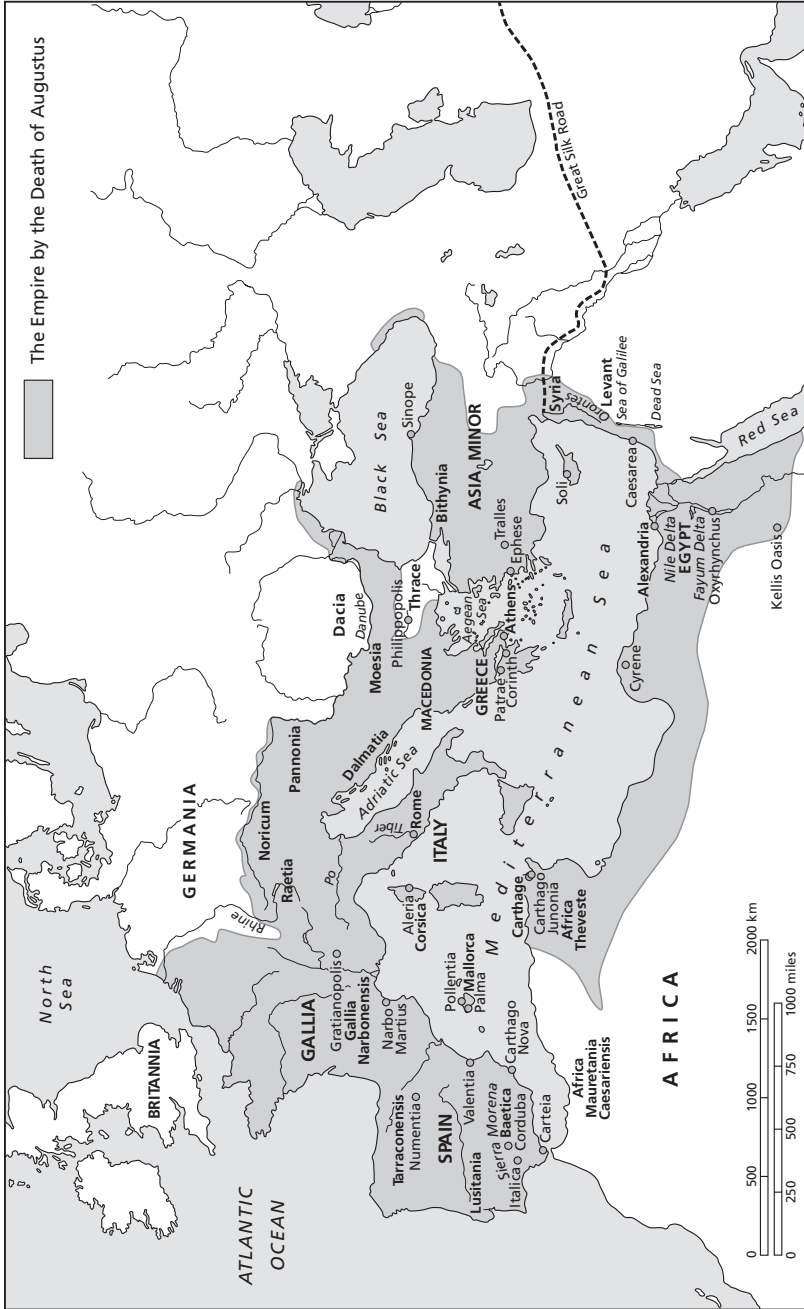 The Empire by the Death of Augustus
North
Sea
BRITANNIA
ATLANTIC
OCEAN
GERMANIA
Rhine
GALLIA
Gratianopolis
Gallia
Narbonensis
Narbo
Martius
Raetia
Noricum
Pannonia
Po
Dalmatia
Adriatic Sea
Tiber
Rome
ITALY
Aleria
Corsica
Pollentia
Mallorca
Palma
Tarraconensis
Numentia
SPAIN
Valentia
Lusitania
Sierra Morena
Baetica
Corduba
Italica
Carthago
Nova
Carteia
Mediterranean Sea
Dacia
Danube
Moesia
Philippopolis
Thrace
MACEDONIA
GREECE
Patrae
Corinth
Athens
Aegean
Sea
Black Sea
Sinope
Bithynia
ASIA MINOR
Tralles
Ephese
Soli
Great Silk Road
Syria
Orontes
Levant
Sea of Galilee
Dead Sea
Caesarea
Alexandria
Nile Delta
EGYPT
Fayum Delta
Oxyrhynchus
Kellis Oasis
Red Sea
Cyrene
Carthage
Carthago
Junonia
Africa
Theveste
Africa
Mauretania
Caesariensis
AFRICA
0 500 1000 1500 2000 km
0 250 500 750 1000 miles